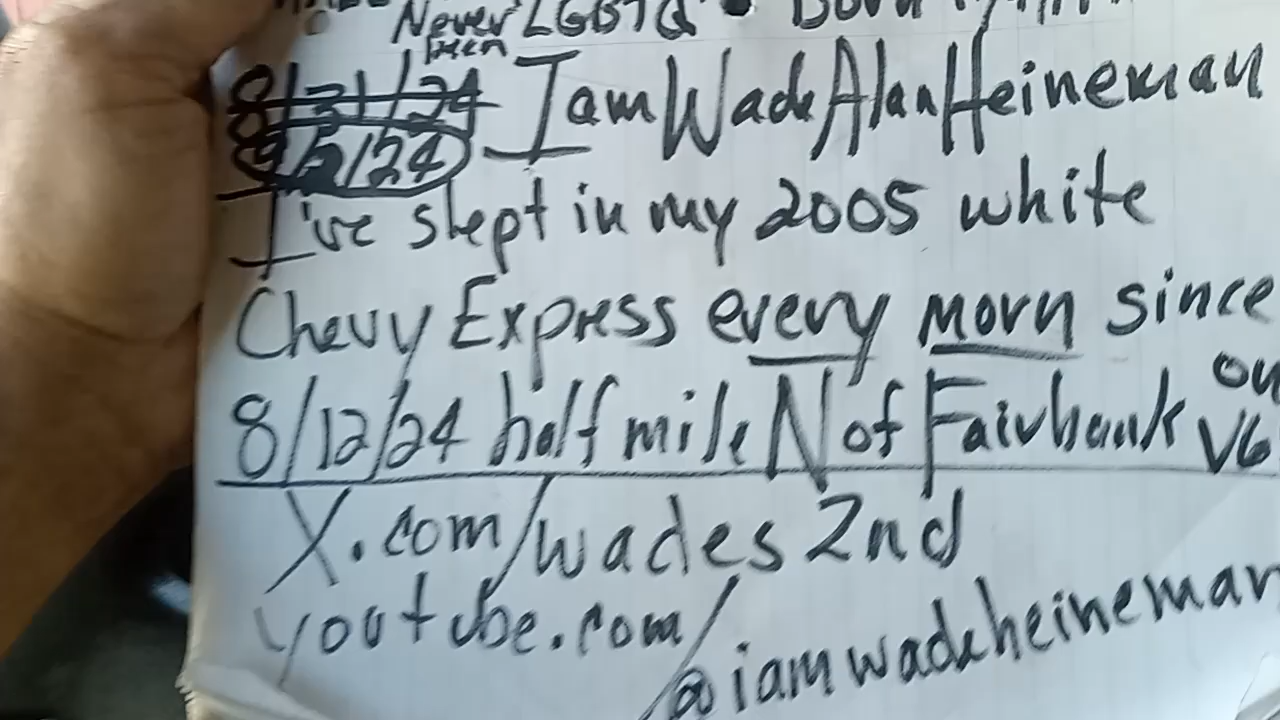 Never LGBTQ • Born
been
8/31/24 I am Wade Alan Heineman
9/2/24
I've slept in my 2005 white
Chevy Express every morn since
8/12/24 half mile N of Fairbank on V6
X.com/wades2nd
youtube.com/
@iamwadeheineman